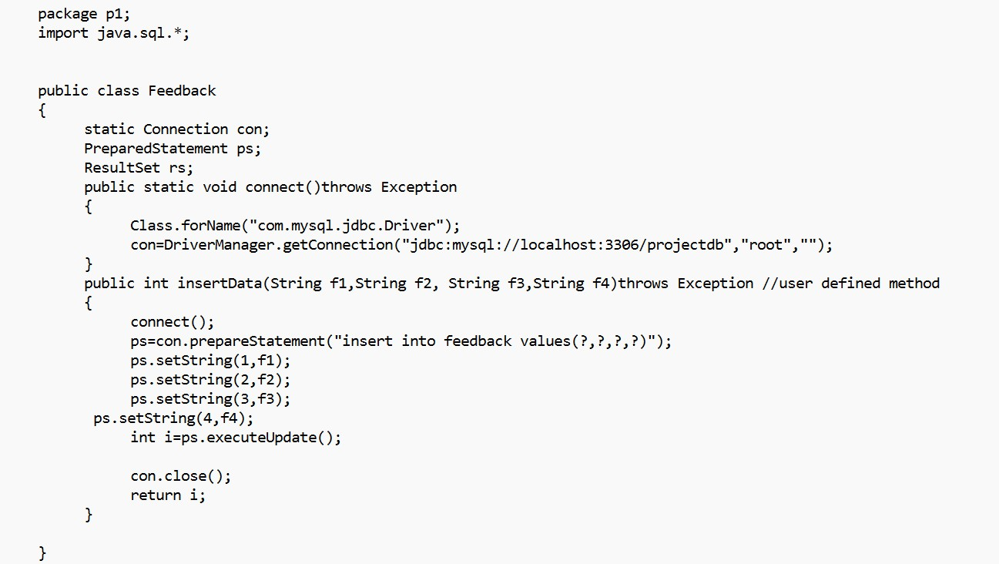 package p1;
import java.sql.*;
public class Feedback
{
static Connection con;
PreparedStatement ps;
ResultSet rs;
public static void connect()throws Exception
{
Class.forName("com.mysql.jdbc.Driver");
con=DriverManager.getConnection("jdbc:mysql://localhost:3306/projectdb","root","");
}
public int insertData(String f1,String f2, String f3,String f4)throws Exception //user defined method
{
connect();
ps=con.prepareStatement("insert into feedback values(?,?,?,?)");
ps.setString(1,f1);
ps.setString(2,f2);
ps.setString(3,f3);
ps.setString(4,f4);
int i=ps.executeUpdate();
con.close();
return i;
}
}